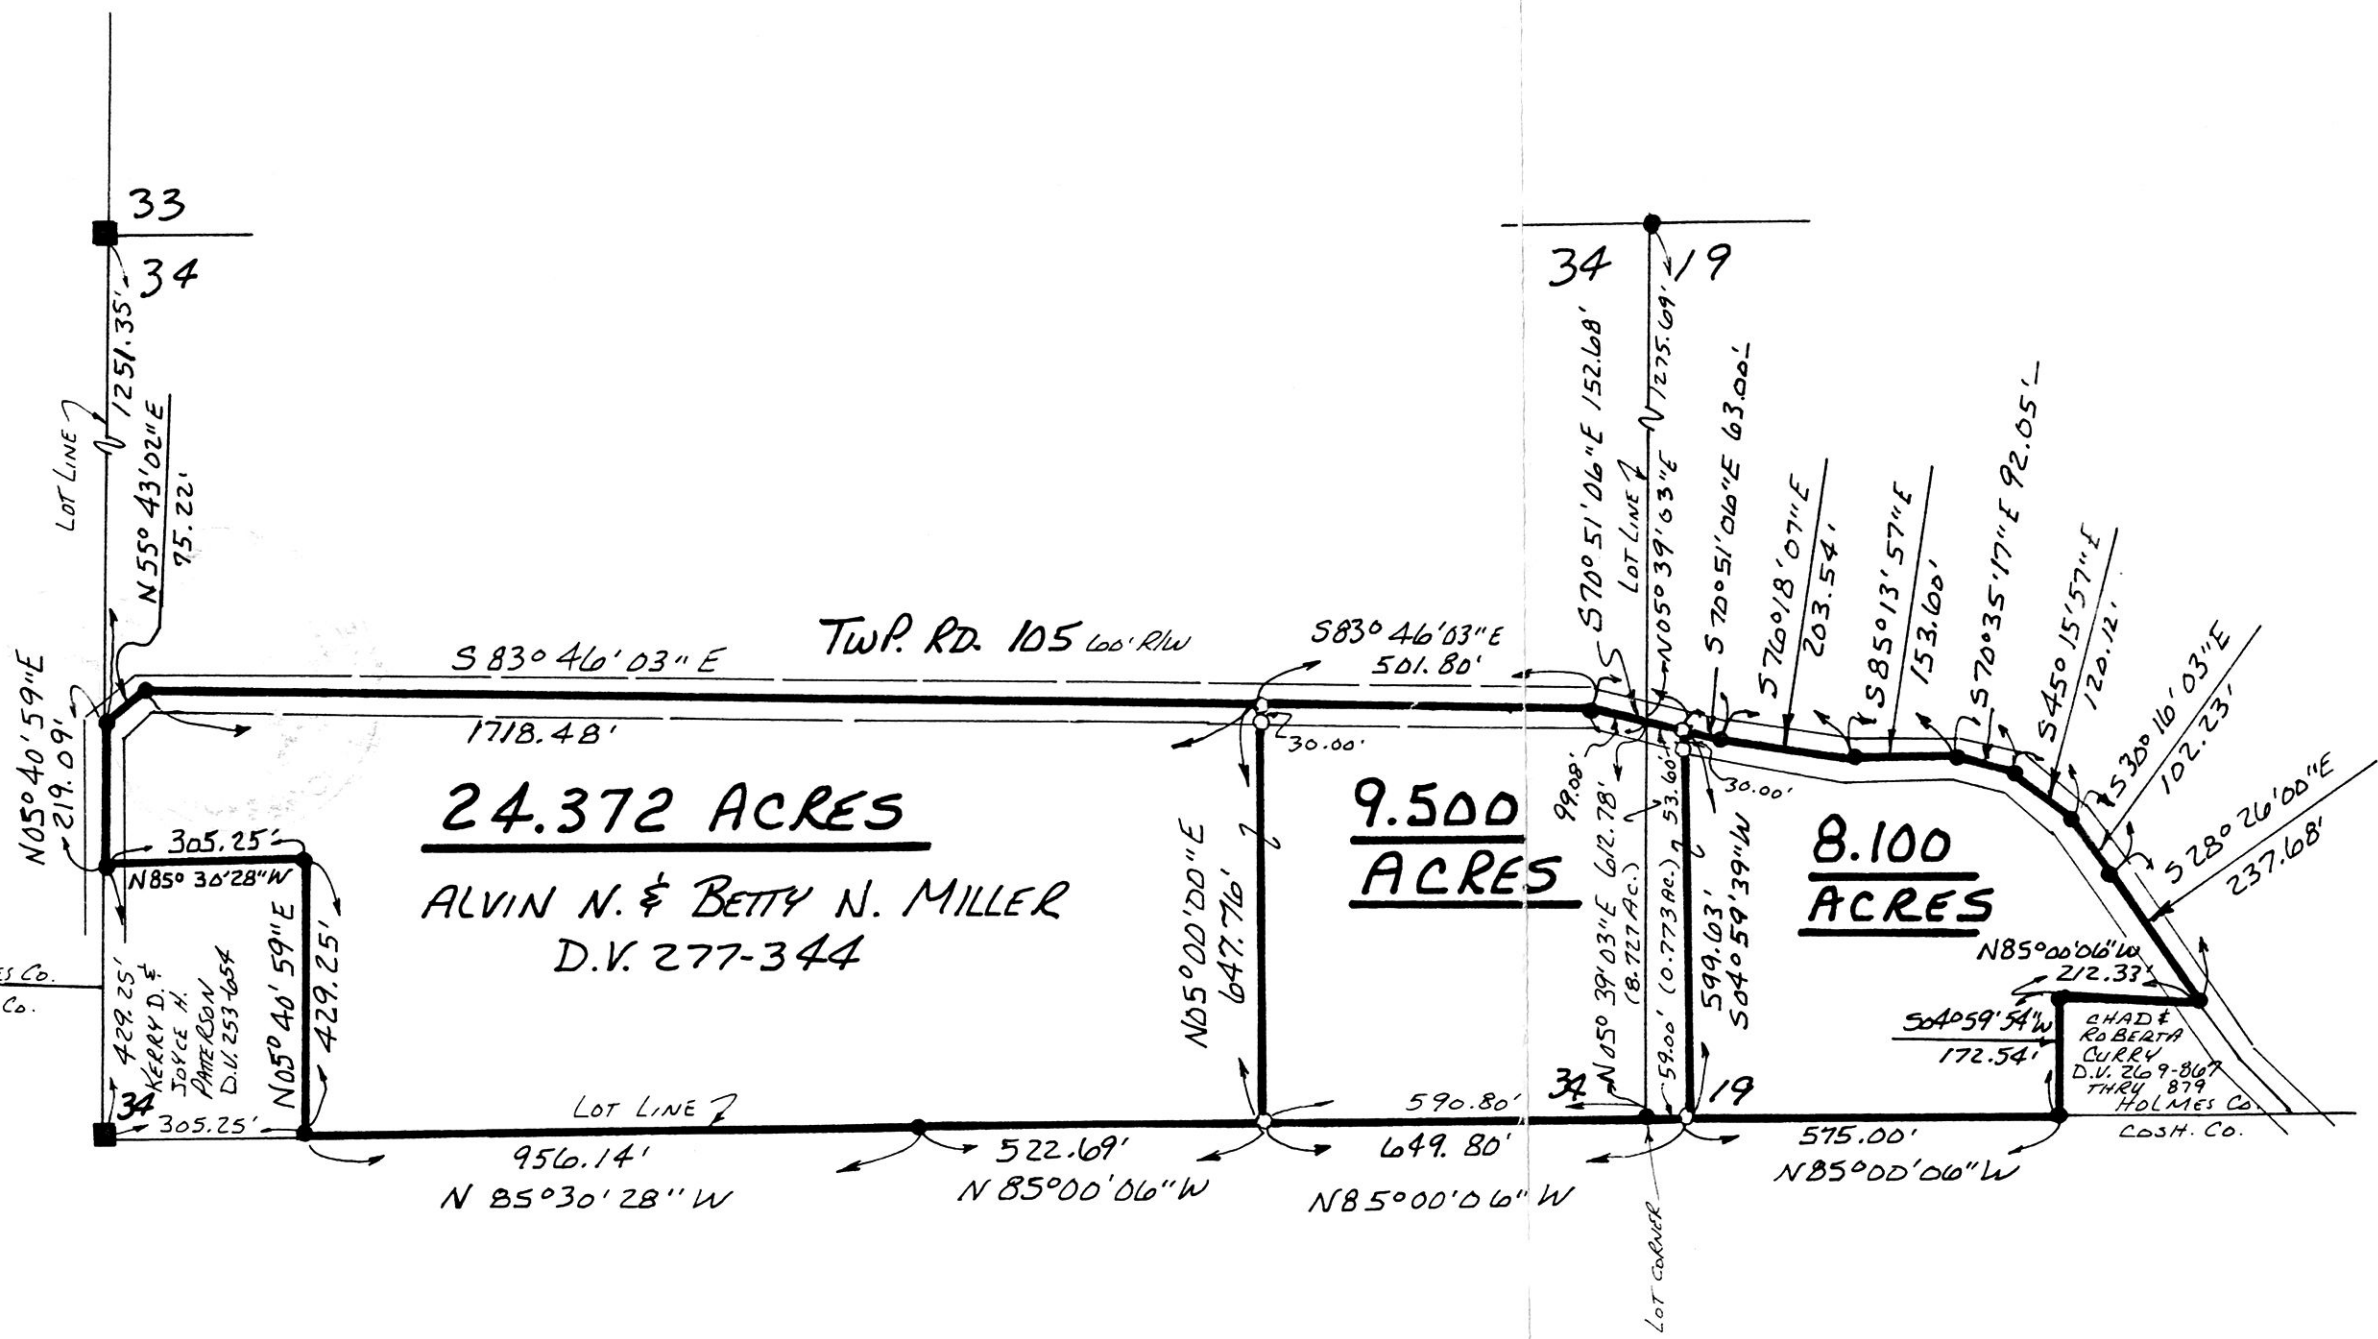 33
34
1251.35'
LOT LINE
N55° 43'02"E
75.22'
N05° 40'59"E
219.09'
305.25'
N85° 30'28"W
429.25'
KERRY D. &
JOYCE H.
PATTERSON
D.V. 253-654
N05° 40'59"E
429.25'
34
305.25'
ES CO.
CO.
S83° 46'03"E
1718.48'
TWP. RD. 105 60' R/W
24.372 ACRES
ALVIN N. & BETTY N. MILLER
D.V. 277-344
LOT LINE
956.14'
N 85°30'28"W
522.69'
N 85°00'06"W
N05°00'00"E
647.76'
S83° 46'03"E
501.80'
30.00'
9.500
ACRES
590.80'
649.80'
N85°00'06"W
34
19
S70° 51'06"E 152.68'
LOT LINE
N05° 39'03"E
1275.69'
99.08'
N05° 39'03"E 612.78'
(8.727 Ac.)
59.00' (0.773 Ac.)
53.60'
599.63'
S04° 59'39"W
30.00'
34
19
LOT CORNER
S70° 51'06"E 63.00'
S76°18'07"E
203.54'
S85°13'57"E
153.60'
S70°35'17"E 92.05'
S45° 15'57"E
120.12'
S30° 16'03"E
102.23'
S28° 26'00"E
237.68'
8.100
ACRES
N85°00'06"W
212.33'
S04°59'54"W
172.54'
CHAD &
ROBERTA
CURRY
D.V. 269-867
THRU 879
HOLMES CO.
COSH. CO.
575.00'
N85°00'06"W